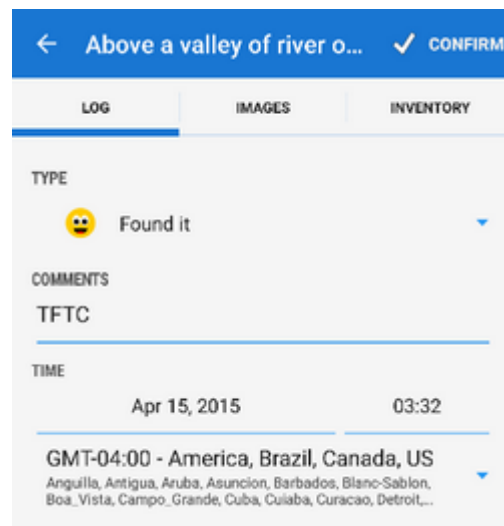 Above a valley of river o... CONFIRM
LOG IMAGES INVENTORY
TYPE
Found it
COMMENTS
TFTC
TIME
Apr 15, 2015 03:32
GMT-04:00 - America, Brazil, Canada, US
Anguilla, Antigua, Aruba, Asuncion, Barbados, Blanc-Sablon,
Boa_Vista, Campo_Grande, Cuba, Cuiaba, Curacao, Detroit,...